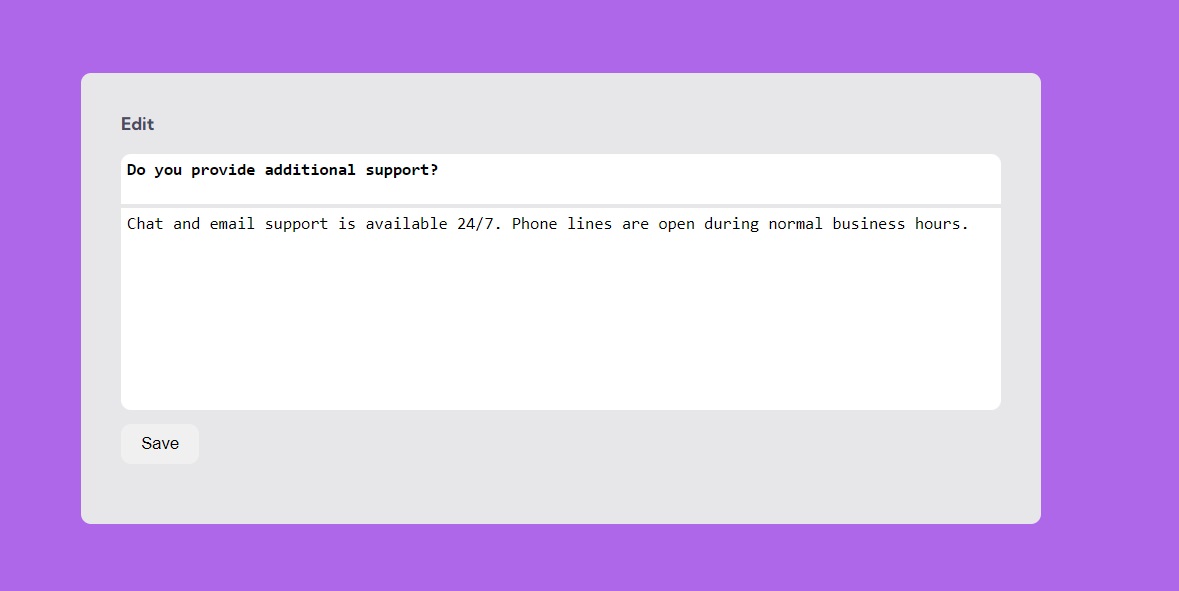 Edit
Do you provide additional support?
Chat and email support is available 24/7. Phone lines are open during normal business hours.
Save